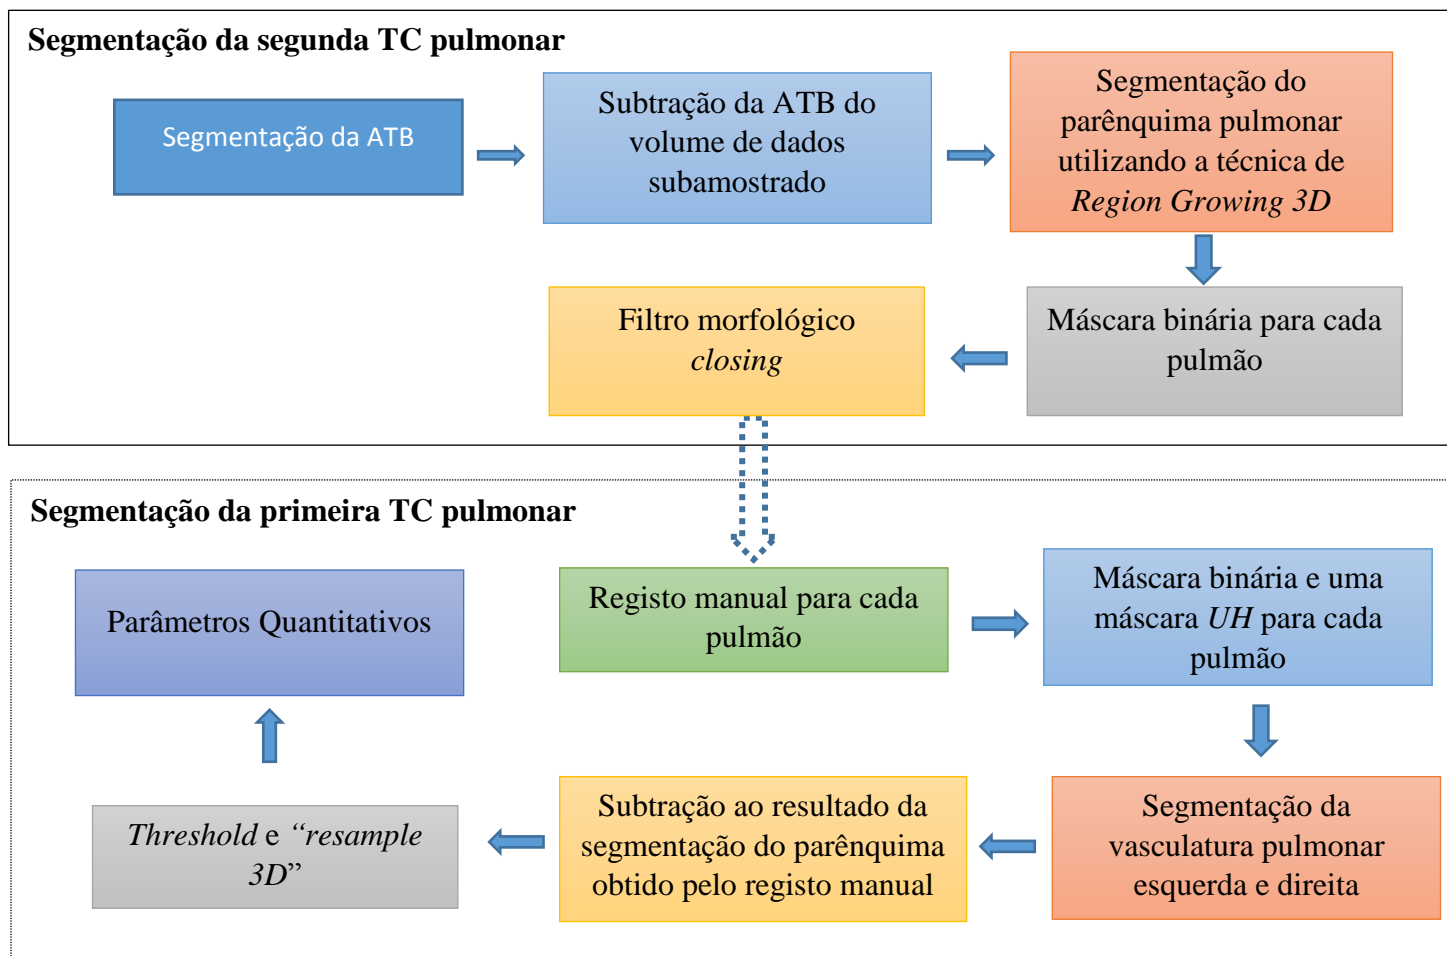 Segmentação da segunda TC pulmonar
Segmentação da ATB
Subtração da ATB do
volume de dados
subamostrado
Segmentação do
parênquima pulmonar
utilizando a técnica de
Region Growing 3D
Máscara binária para cada
pulmão
Filtro morfológico
closing
Segmentação da primeira TC pulmonar
Registo manual para cada
pulmão
Máscara binária e uma
máscara UH para cada
pulmão
Segmentação da
vasculatura pulmonar
esquerda e direita
Subtração ao resultado da
segmentação do parênquima
obtido pelo registo manual
Threshold e “resample
3D”
Parâmetros Quantitativos